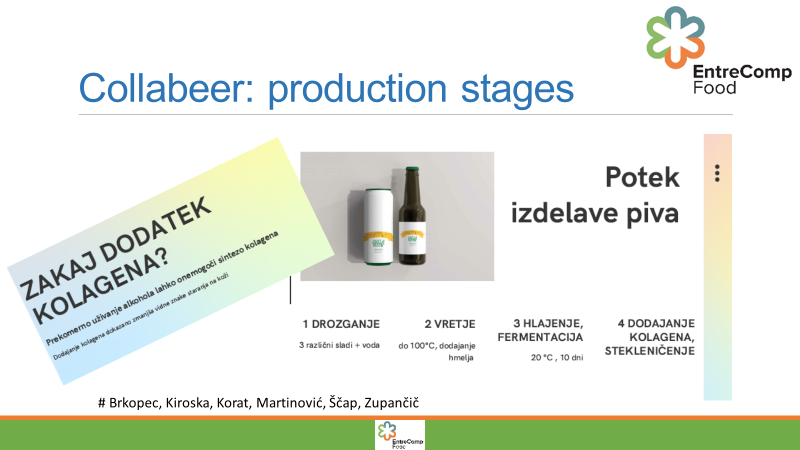 EntreComp
Food
Collabeer: production stages
ZAKAJ DODATEK
KOLAGENA?
Prekomerno uživanje alkohola lahko onemogoči sintezo kolagena
Dodajanje kolagena dokazano zmanjša vidne znake staranja na koži
Potek
izdelave piva
1 DROZGANJE
3 različni sladi + voda
2 VRETJE
do 100°C, dodajanje
hmelja
3 HLAJENJE,
FERMENTACIJA
20 °C , 10 dni
4 DODAJANJE
KOLAGENA,
STEKLENIČENJE
# Brkopec, Kiroska, Korat, Martinović, Ščap, Zupančič
EntreComp
Food